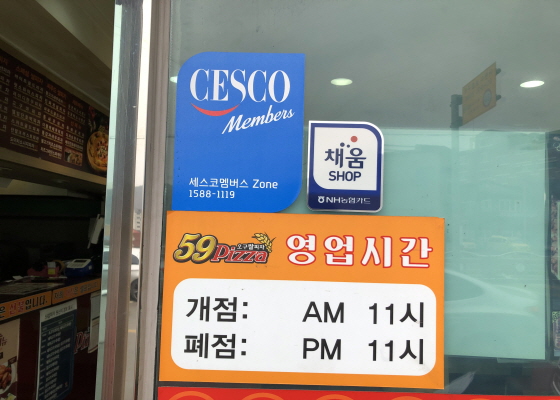 CESCO
Members
세스코멤버스 Zone
1588-1119
채움
SHOP
NH농협카드
59Pizza
오구쌀피자
영업시간
개점: AM 11시
폐점: PM 11시